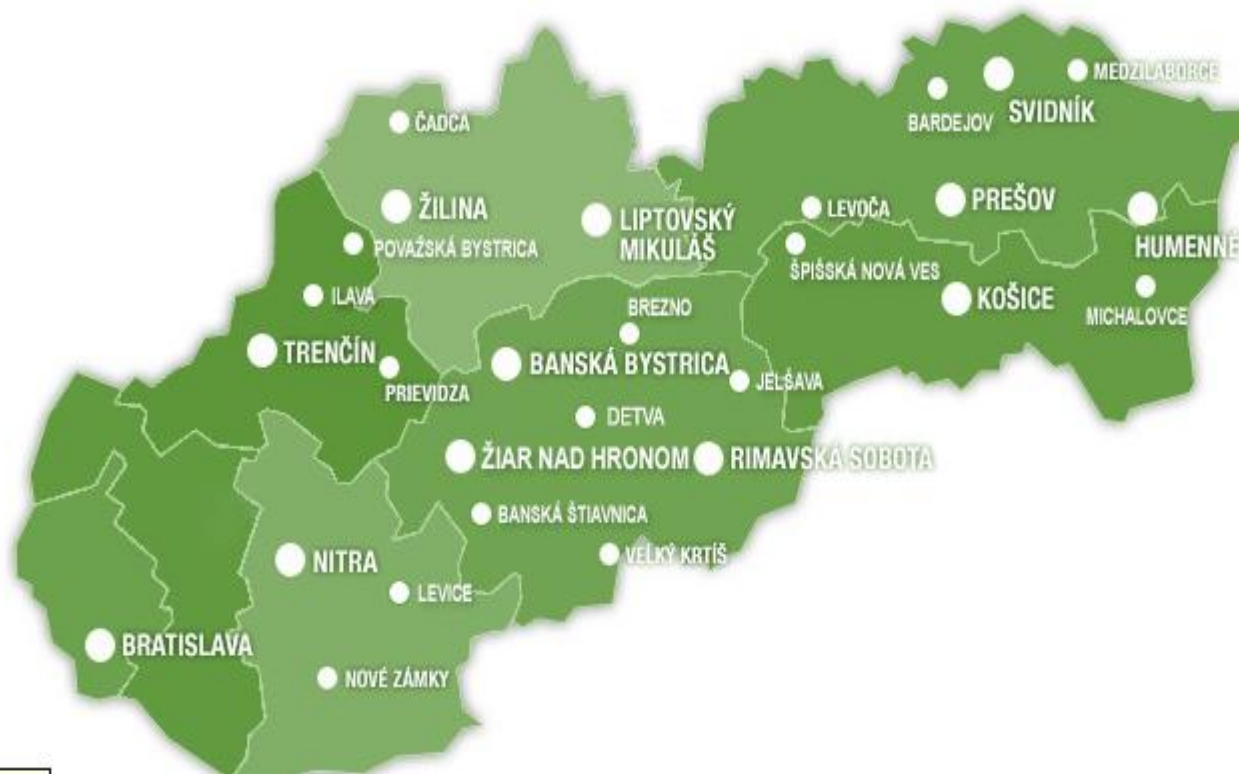 MEDZILABORCE
BARDEJOV
SVIDNÍK
ČADCA
ŽILINA
LIPTOVSKÝ
MIKULÁŠ
LEVOČA
PREŠOV
POVAŽSKÁ BYSTRICA
ŠPIŠSKÁ NOVÁ VES
HUMENNÉ
ILAVA
BREZNO
KOŠICE
MICHALOVCE
TRENČÍN
BANSKÁ BYSTRICA
PRIEVIDZA
JELŠAVA
DETVA
ŽIAR NAD HRONOM
RIMAVSKÁ SOBOTA
BANSKÁ ŠTIAVNICA
NITRA
VEĽKÝ KRTÍŠ
LEVICE
BRATISLAVA
NOVÉ ZÁMKY